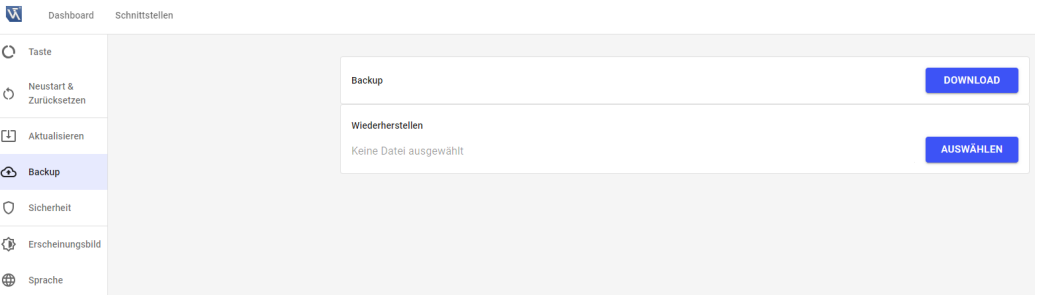 Dashboard
Schnittstellen
Taste
Neustart &
Zurücksetzen
Aktualisieren
Backup
Sicherheit
Erscheinungsbild
Sprache
Backup
DOWNLOAD
Wiederherstellen
Keine Datei ausgewählt
AUSWÄHLEN